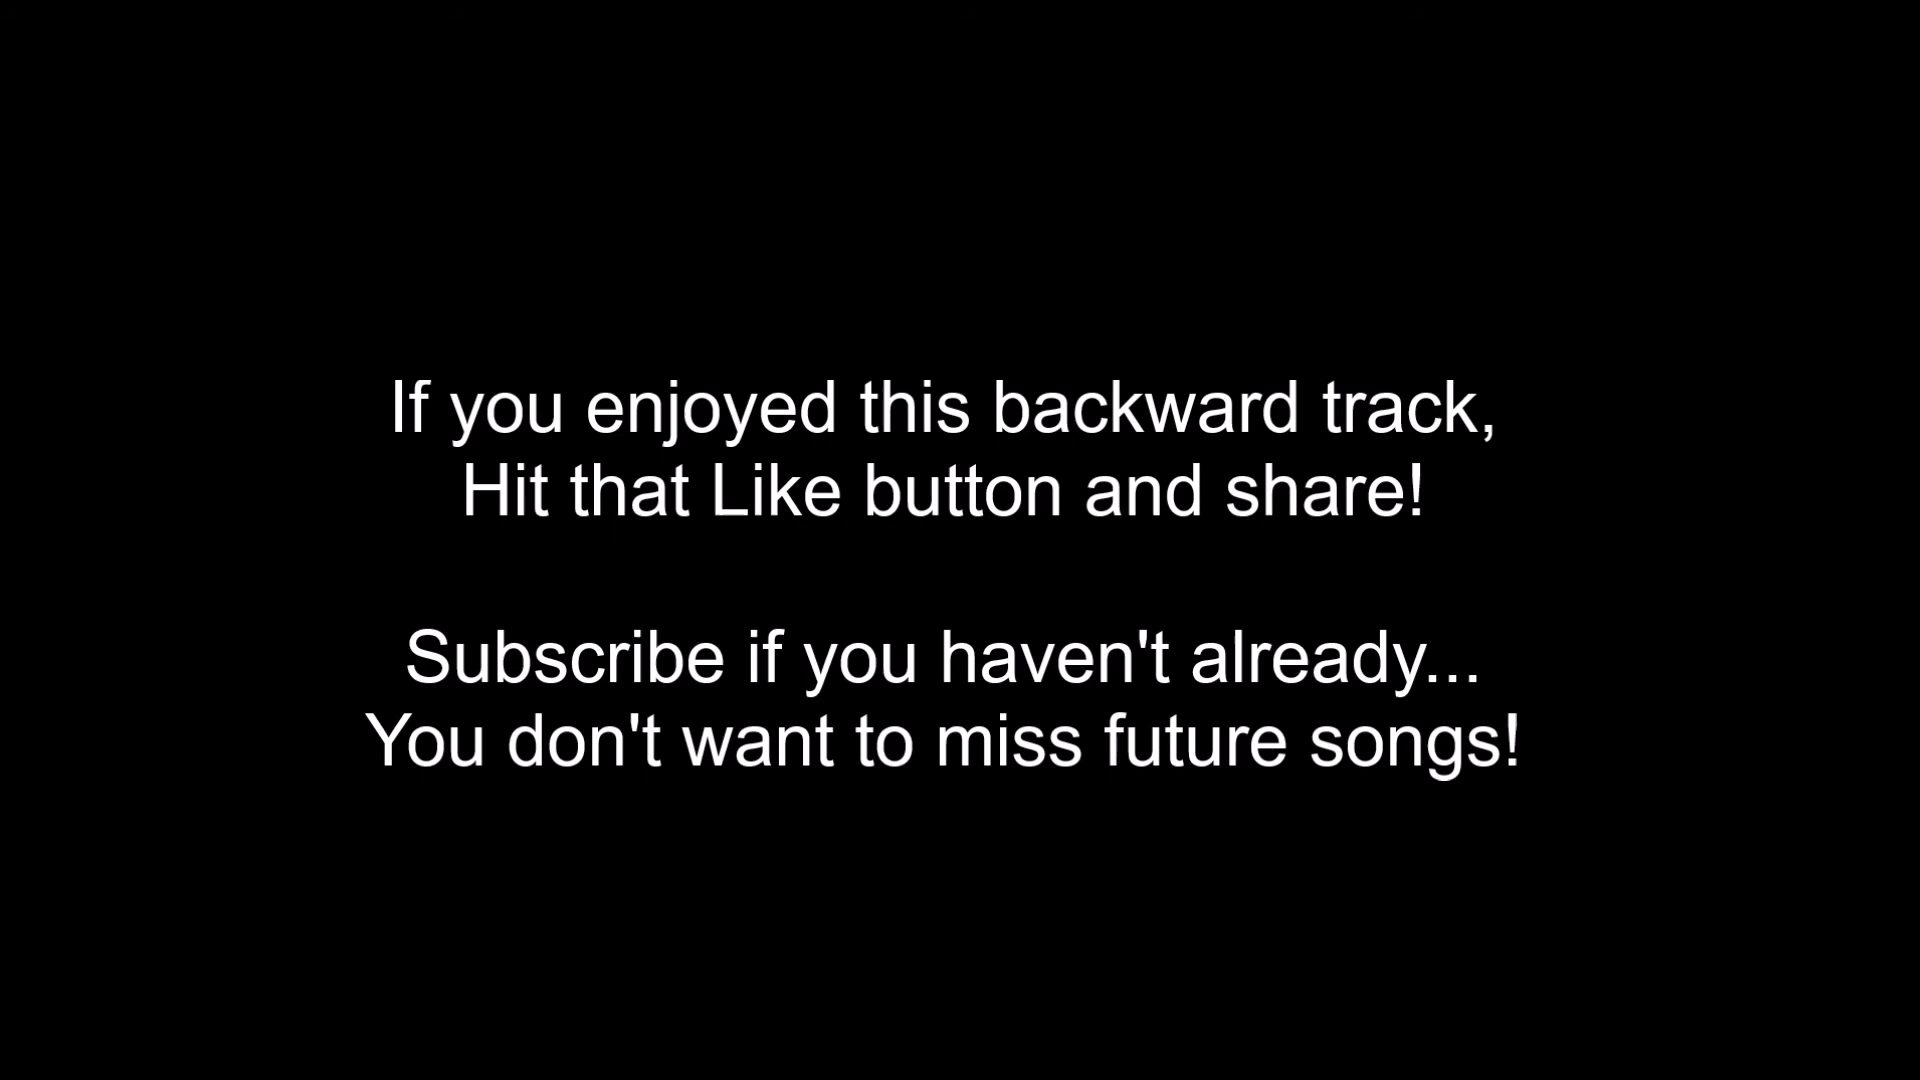 If you enjoyed this backward track,
Hit that Like button and share!
Subscribe if you haven't already...
You don't want to miss future songs!